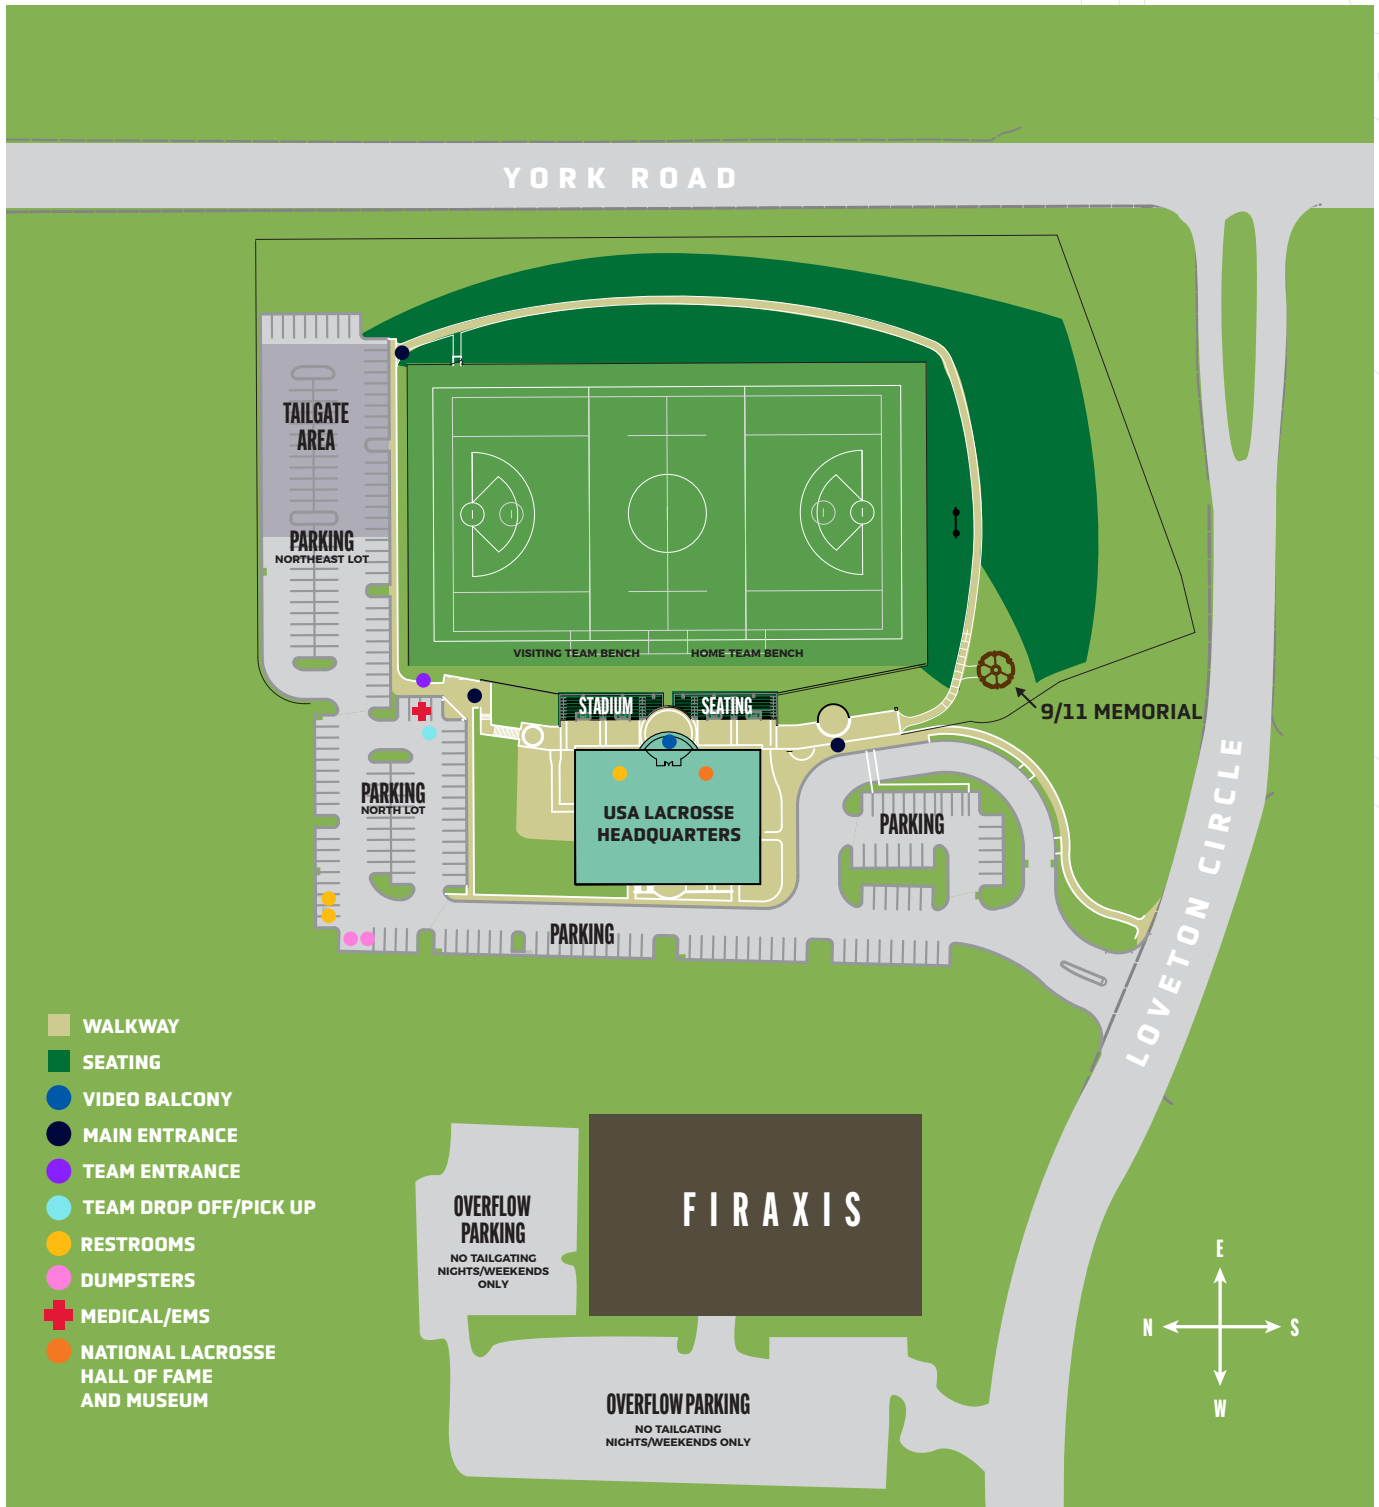 YORK ROAD
TAILGATE
AREA
PARKING
NORTHEAST LOT
VISITING TEAM BENCH
HOME TEAM BENCH
STADIUM
SEATING
9/11 MEMORIAL
PARKING
NORTH LOT
USA LACROSSE
HEADQUARTERS
PARKING
PARKING
LOVETON CIRCLE
WALKWAY
SEATING
VIDEO BALCONY
MAIN ENTRANCE
TEAM ENTRANCE
TEAM DROP OFF/PICK UP
RESTROOMS
DUMPSTERS
MEDICAL/EMS
NATIONAL LACROSSE
HALL OF FAME
AND MUSEUM
OVERFLOW
PARKING
NO TAILGATING
NIGHTS/WEEKENDS
ONLY
FIRAXIS
OVERFLOW PARKING
NO TAILGATING
NIGHTS/WEEKENDS ONLY
E
N
S
W